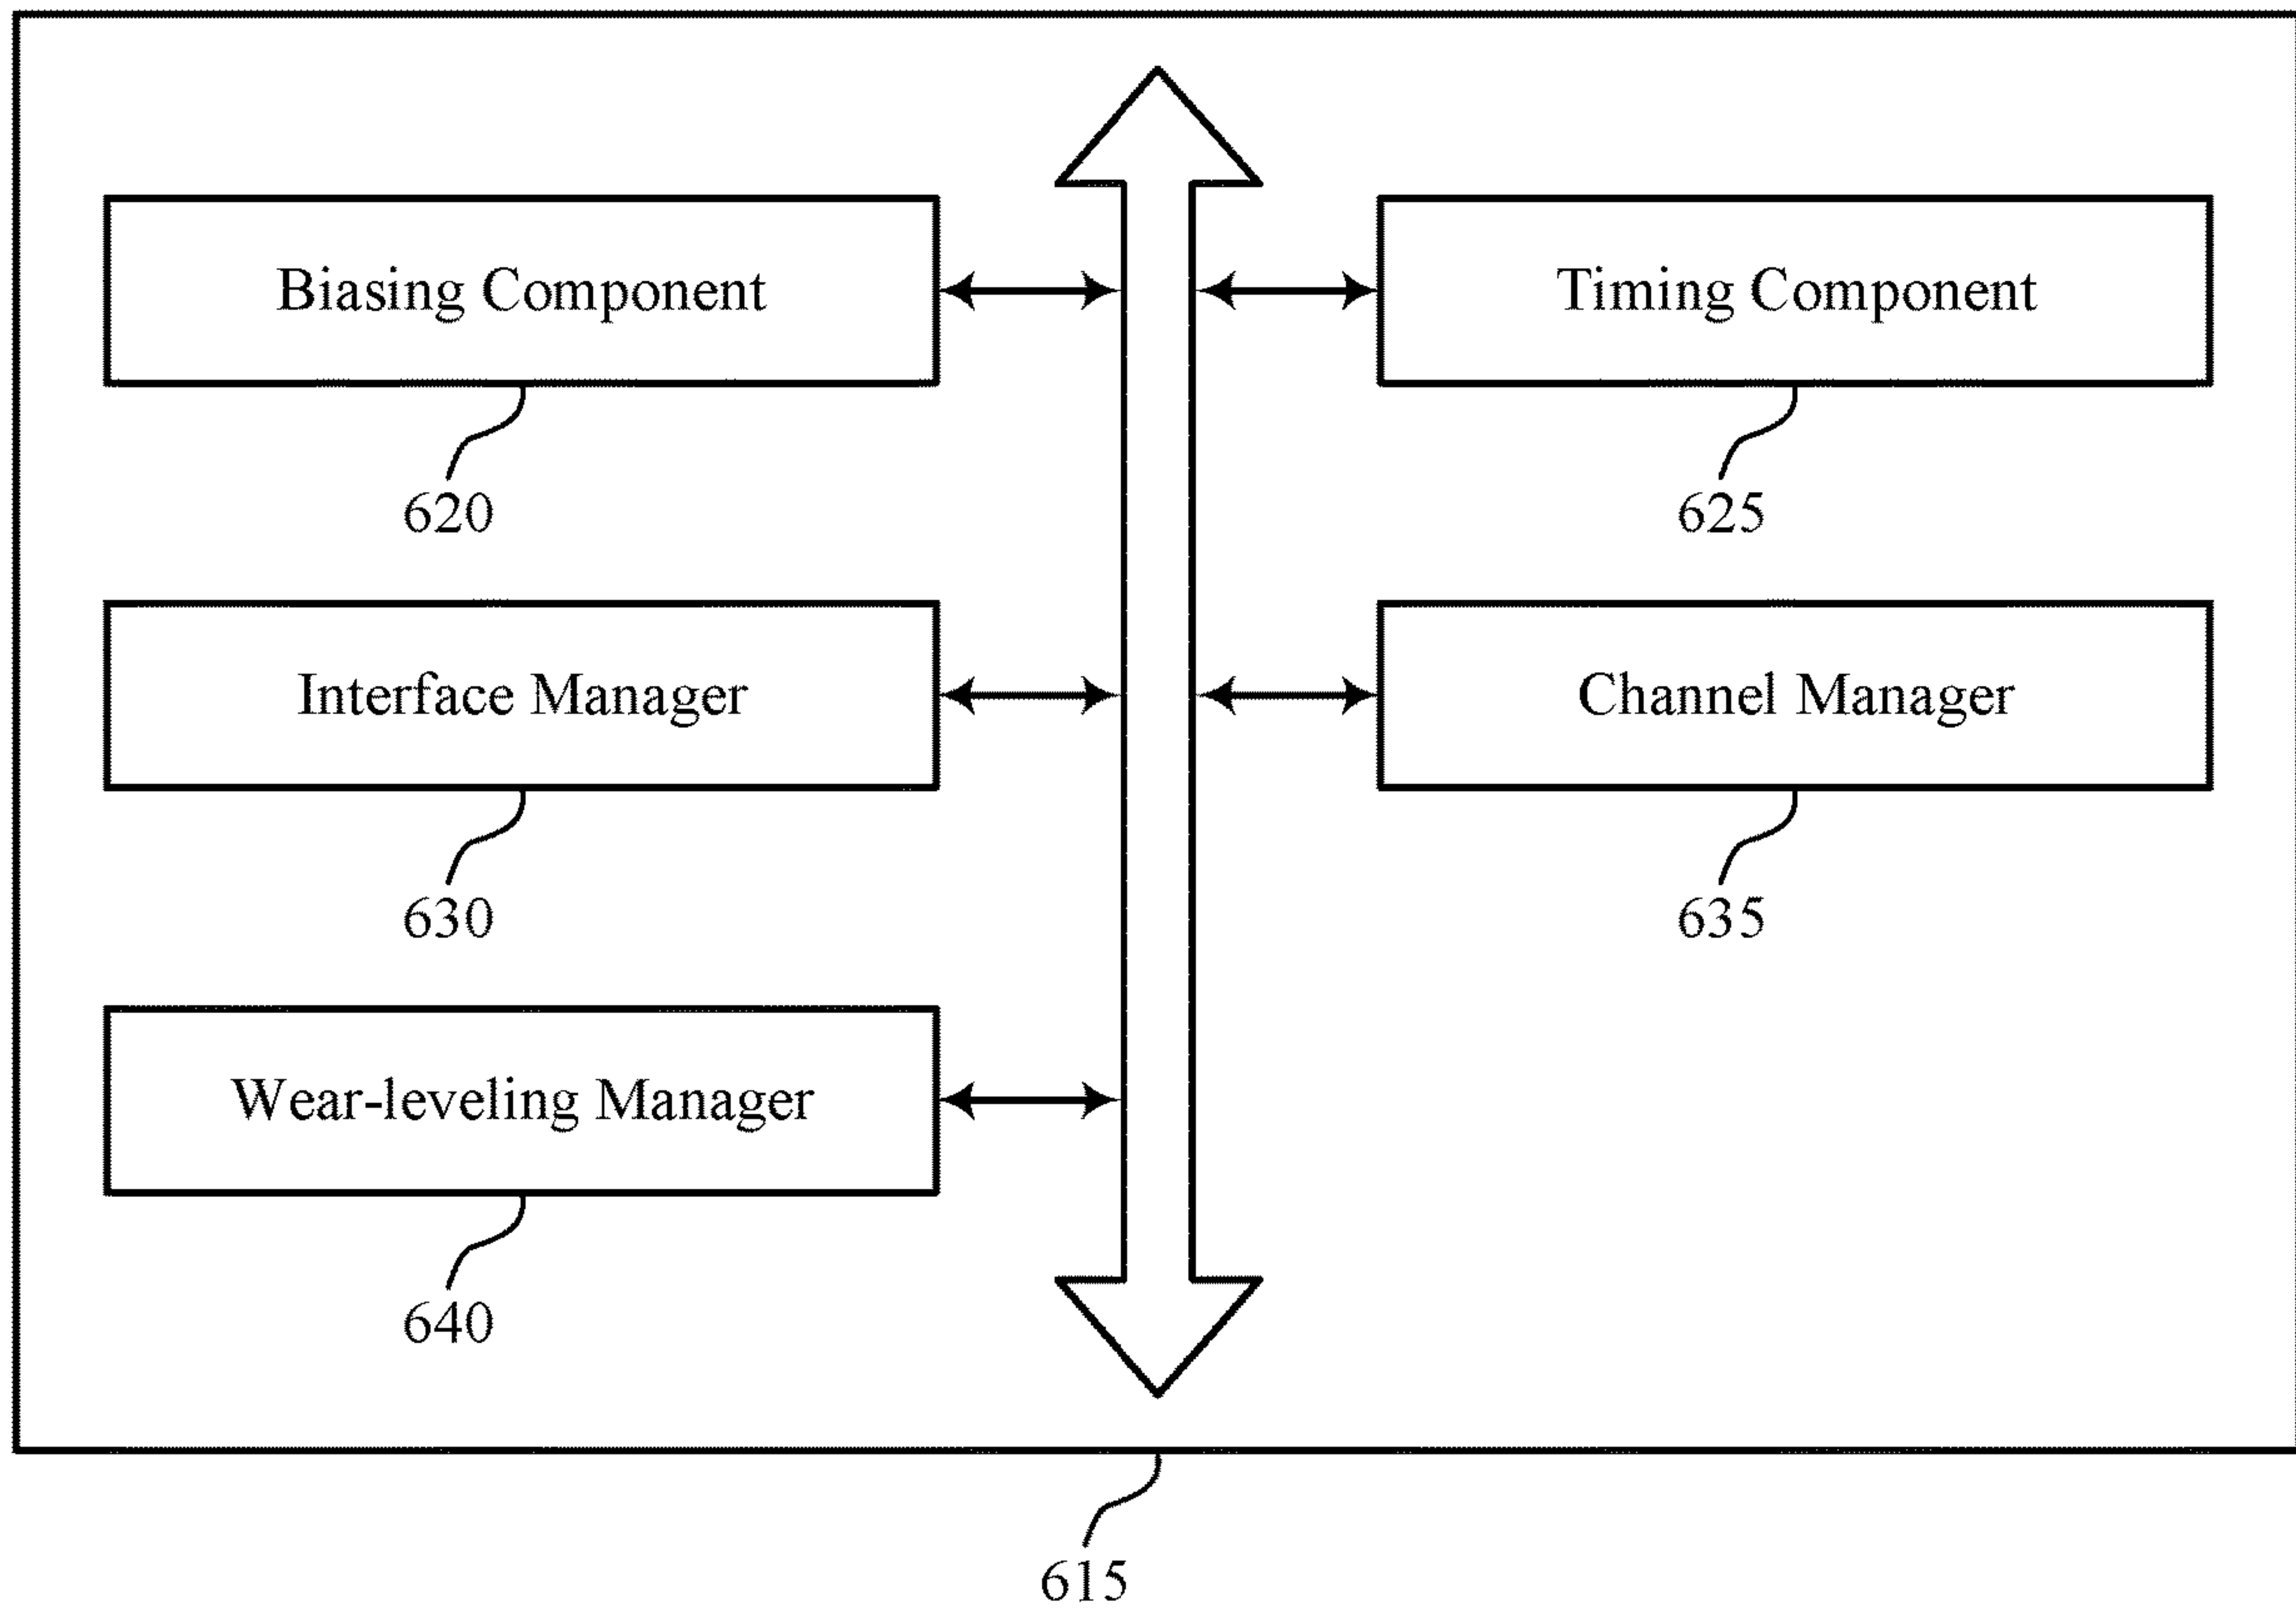 Biasing Component
Timing Component
620
625
Interface Manager
Channel Manager
630
635
Wear-leveling Manager
640
615